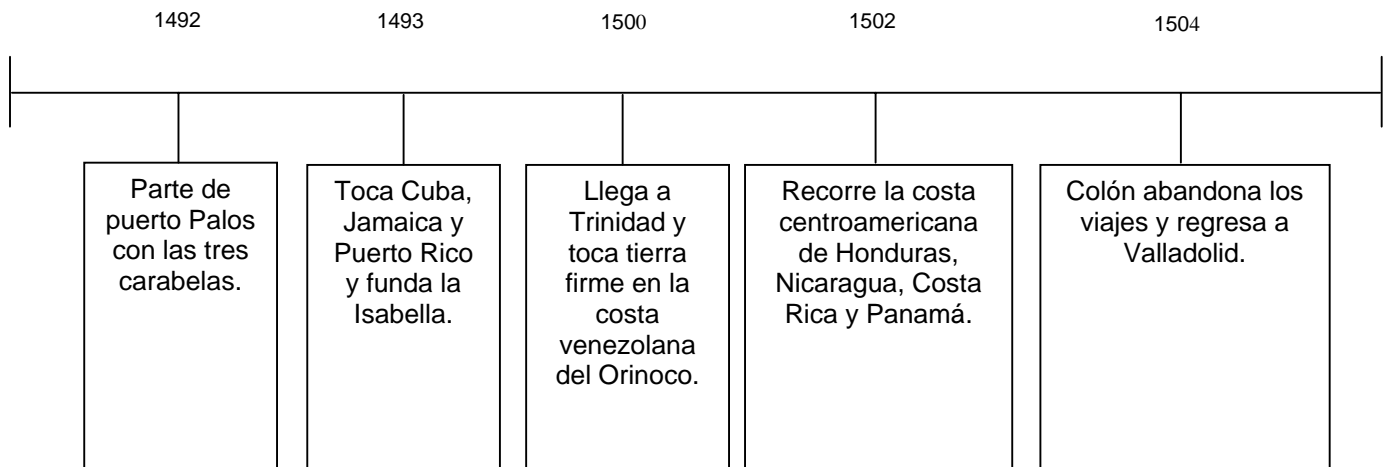 1492
1493
1500
1502
1504
Parte de
puerto Palos
con las tres
carabelas.
Toca Cuba,
Jamaica y
Puerto Rico
y funda la
Isabella.
Llega a
Trinidad y
toca tierra
firme en la
costa
venezolana
del Orinoco.
Recorre la costa
centroamericana
de Honduras,
Nicaragua, Costa
Rica y Panamá.
Colón abandona los
viajes y regresa a
Valladolid.